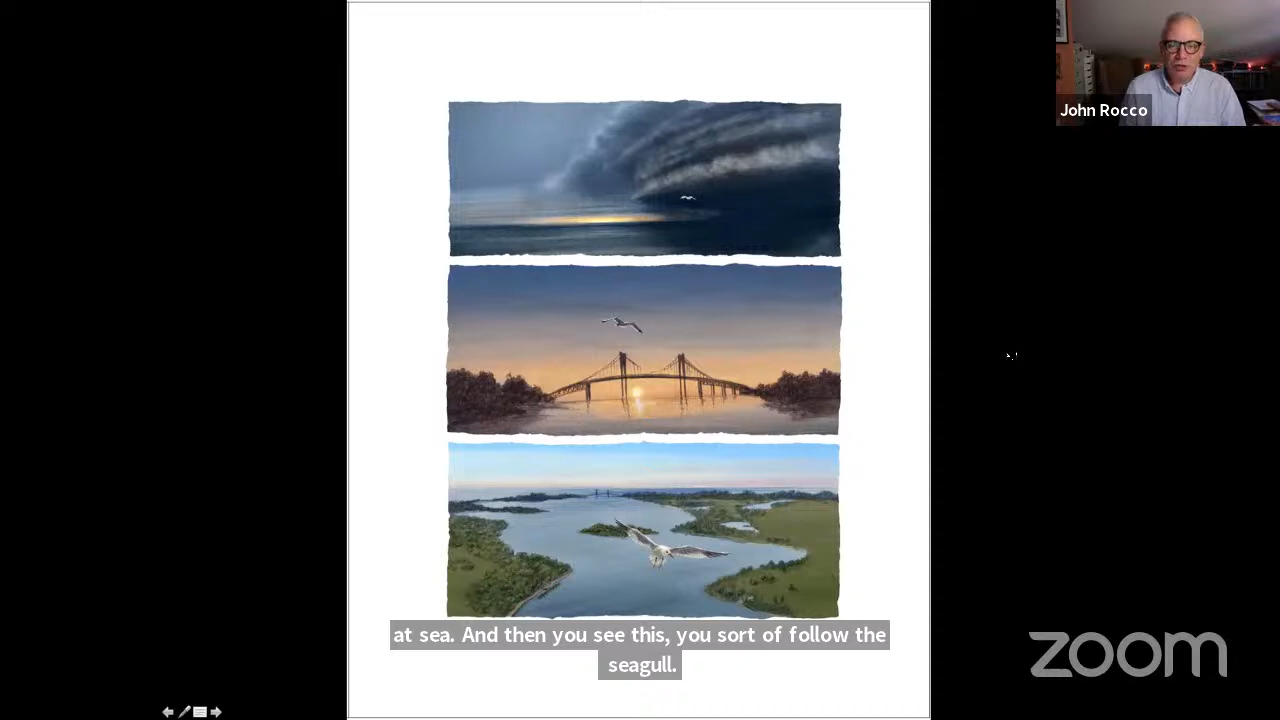 John Rocco
at sea. And then you see this, you sort of follow the
seagull.
zoom